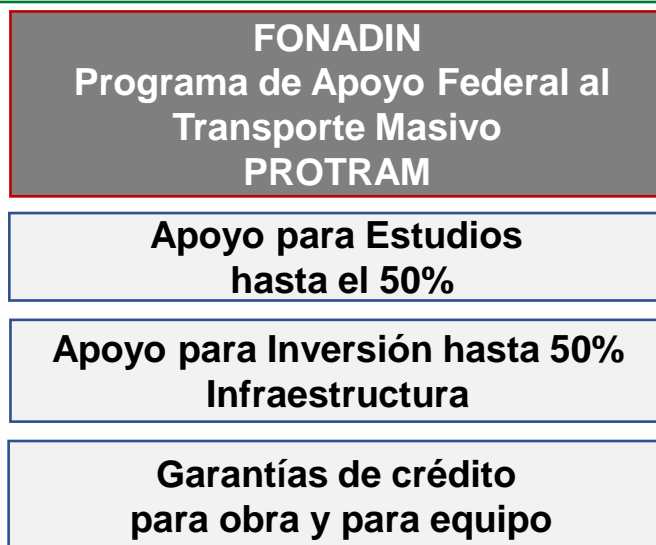 FONADIN
Programa de Apoyo Federal al
Transporte Masivo
PROTRAM
Apoyo para Estudios
hasta el 50%
Apoyo para Inversión hasta 50%
Infraestructura
Garantías de crédito
para obra y para equipo